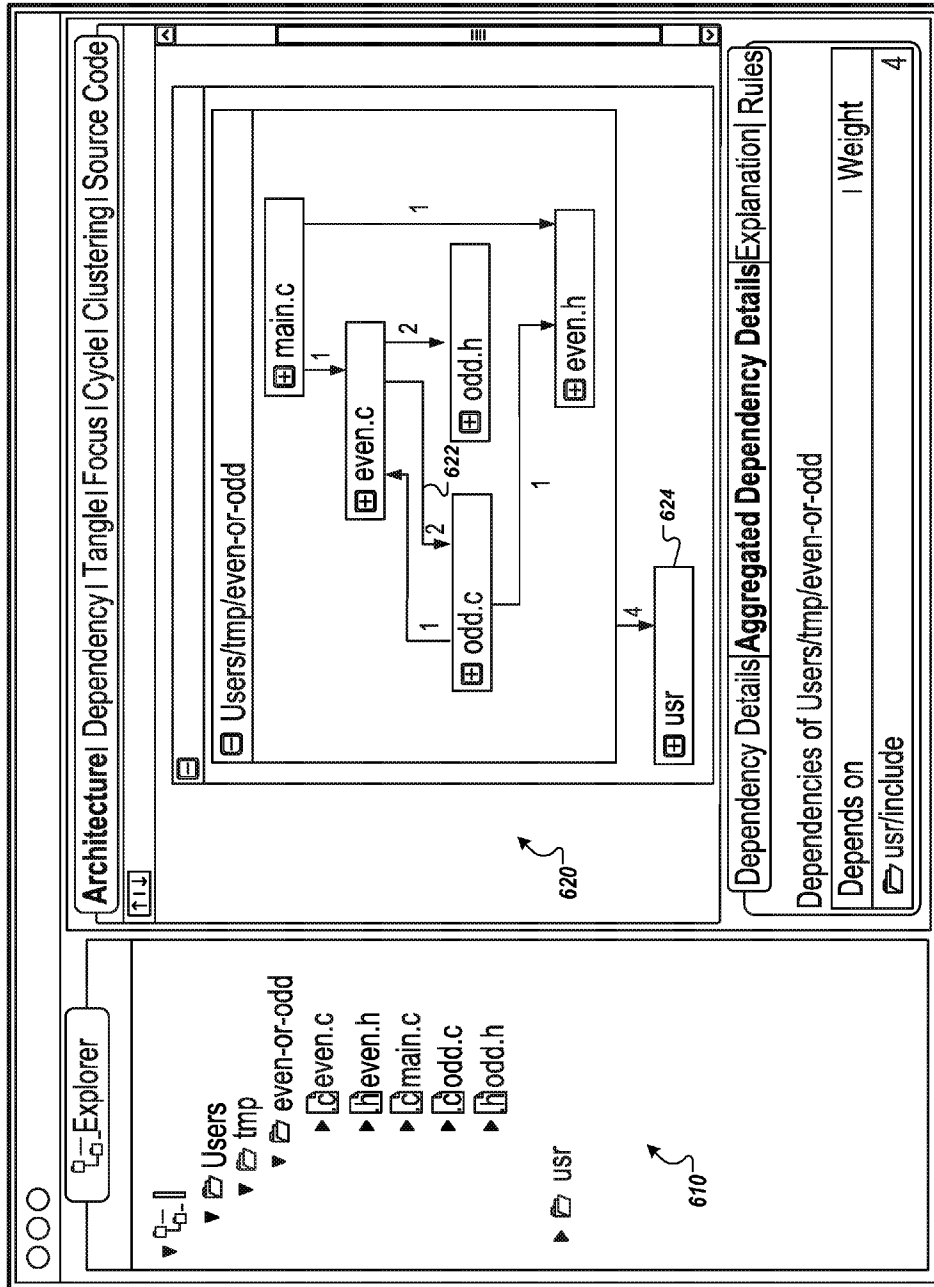 Explorer
Users
tmp
even-or-odd
.c even.c
.h even.h
.c main.c
.c odd.c
.h odd.h
usr
610
Architecture| Dependency| Tangle| Focus| Cycle| Clustering| Source Code
Users/tmp/even-or-odd
main.c
1
1
even.c
1
2
2
622
odd.c
odd.h
1
even.h
4
usr
624
620
Dependency Details|Aggregated Dependency Details|Explanation| Rules
Dependencies of Users/tmp/even-or-odd
Depends on | Weight
usr/include 4